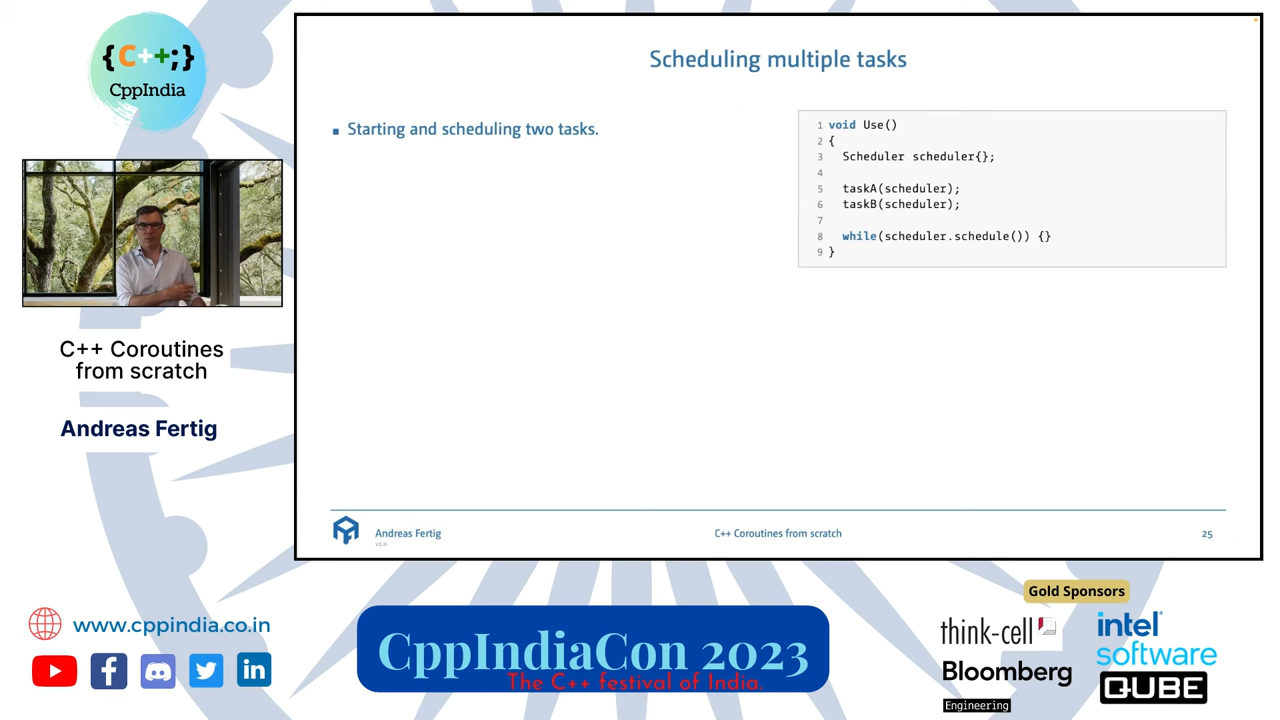 {C++;}
CppIndia
C++ Coroutines
from scratch
Andreas Fertig
Scheduling multiple tasks
▪ Starting and scheduling two tasks.
1 void Use()
2 {
3 Scheduler scheduler{};
4
5 taskA(scheduler);
6 taskB(scheduler);
7
8 while(scheduler.schedule()) {}
9 }
Andreas Fertig
v1.0
C++ Coroutines from scratch
25
www.cppindia.co.in
CppIndiaCon 2023
The C++ festival of India.
Gold Sponsors
think-cell
intel
software
Bloomberg
Engineering
QUBE